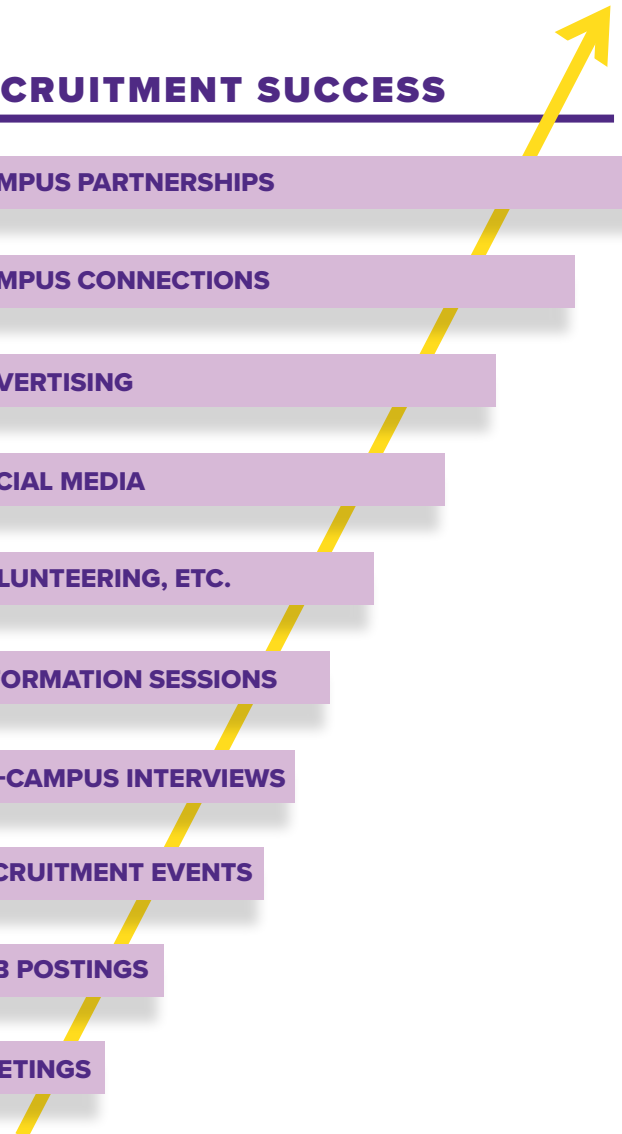 CRUITMENT SUCCESS
MPUS PARTNERSHIPS
MPUS CONNECTIONS
VERTISING
CIAL MEDIA
LUNTEERING, ETC.
ORMATION SESSIONS
-CAMPUS INTERVIEWS
CRUITMENT EVENTS
B POSTINGS
ETINGS